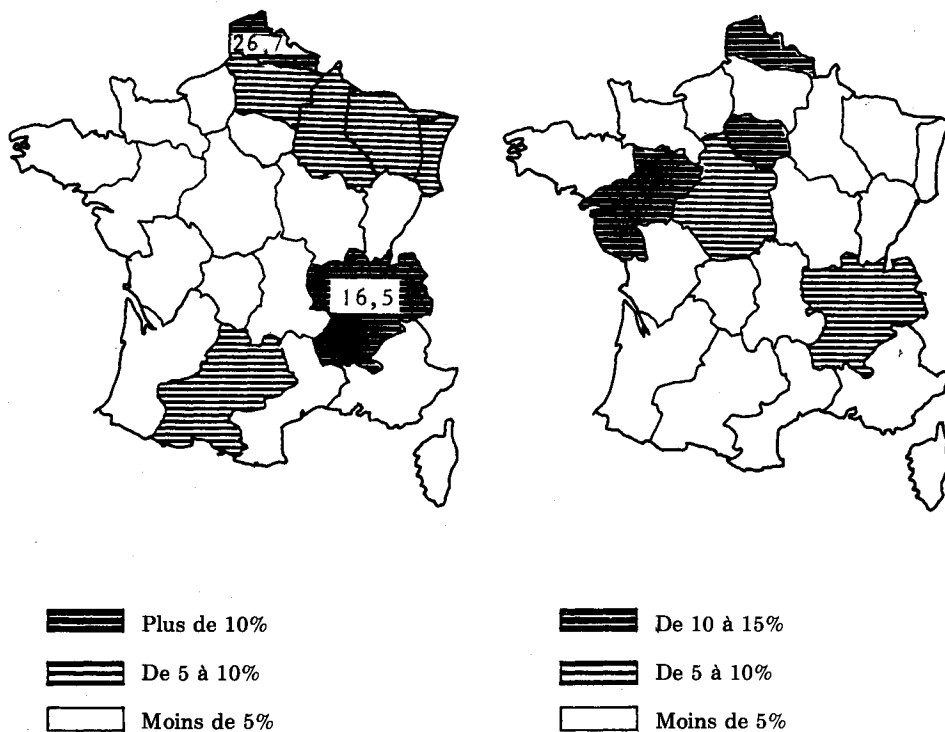 26,7
16,5
Plus de 10%
De 5 à 10%
Moins de 5%
De 10 à 15%
De 5 à 10%
Moins de 5%